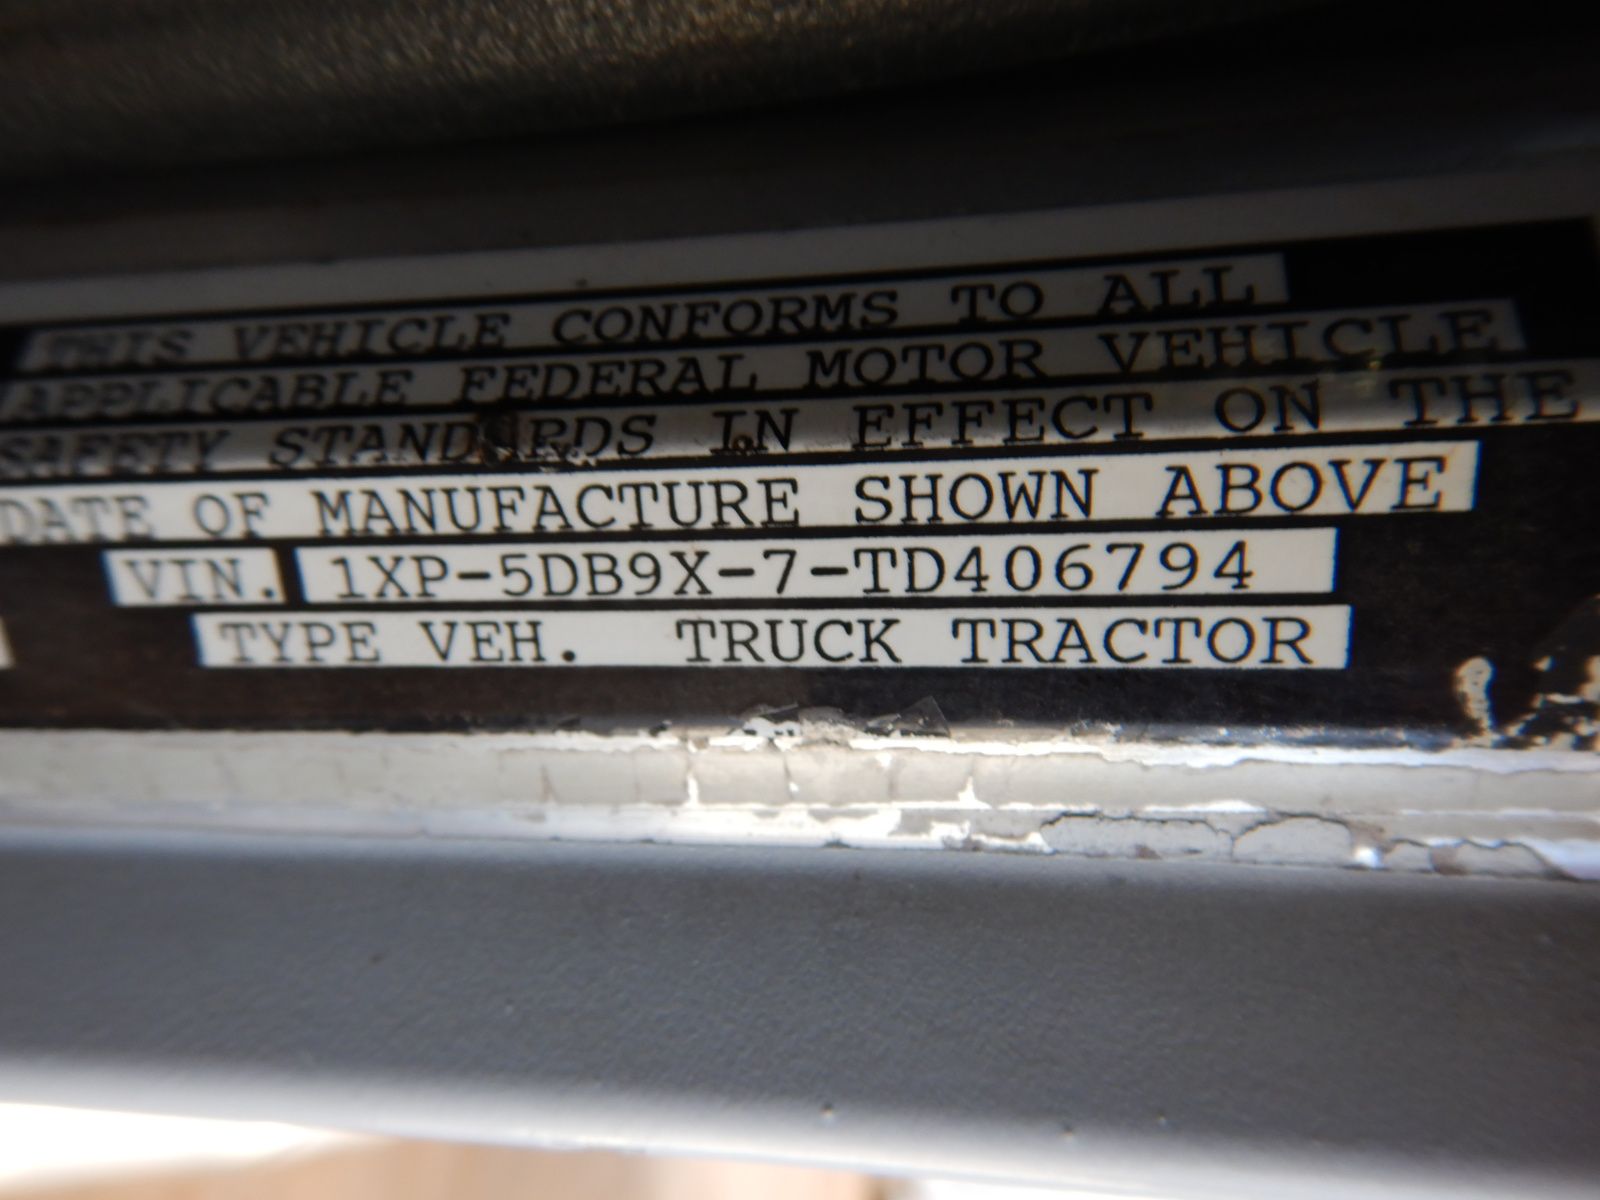 THIS VEHICLE CONFORMS TO ALL
APPLICABLE FEDERAL MOTOR VEHICLE
SAFETY STANDARDS IN EFFECT ON THE
DATE OF MANUFACTURE SHOWN ABOVE
VIN. 1XP-5DB9X-7-TD406794
TYPE VEH. TRUCK TRACTOR